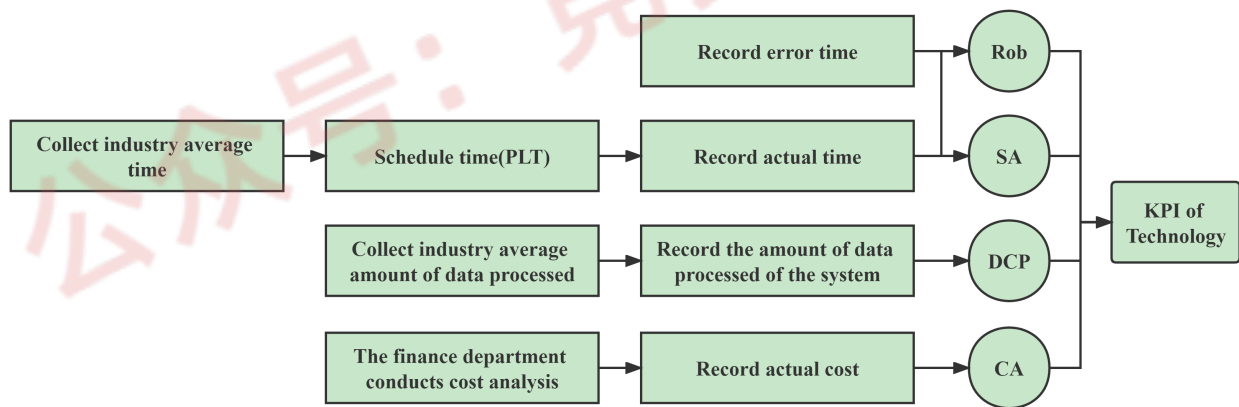 Record error time
Rob
Collect industry average
time
Schedule time(PLT)
Record actual time
SA
KPI of
Technology
Collect industry average
amount of data processed
Record the amount of data
processed of the system
DCP
The finance department
conducts cost analysis
Record actual cost
CA
公众号：